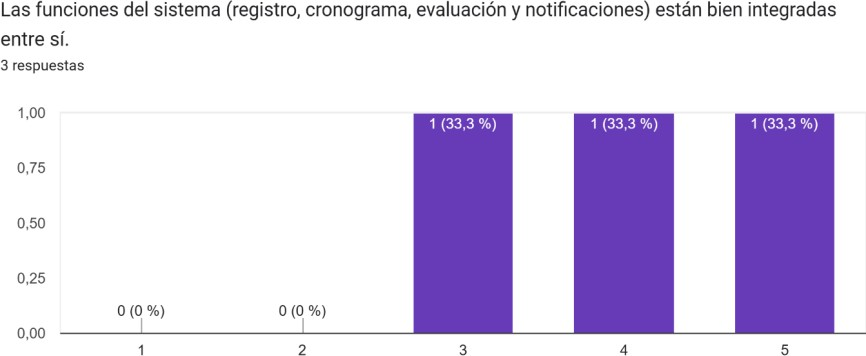 Las funciones del sistema (registro, cronograma, evaluación y notificaciones) están bien integradas
entre sí.
3 respuestas
1,00
0,75
0,50
0,25
0,00
0 (0 %)
0 (0 %)
1 (33,3 %)
1 (33,3 %)
1 (33,3 %)
1
2
3
4
5